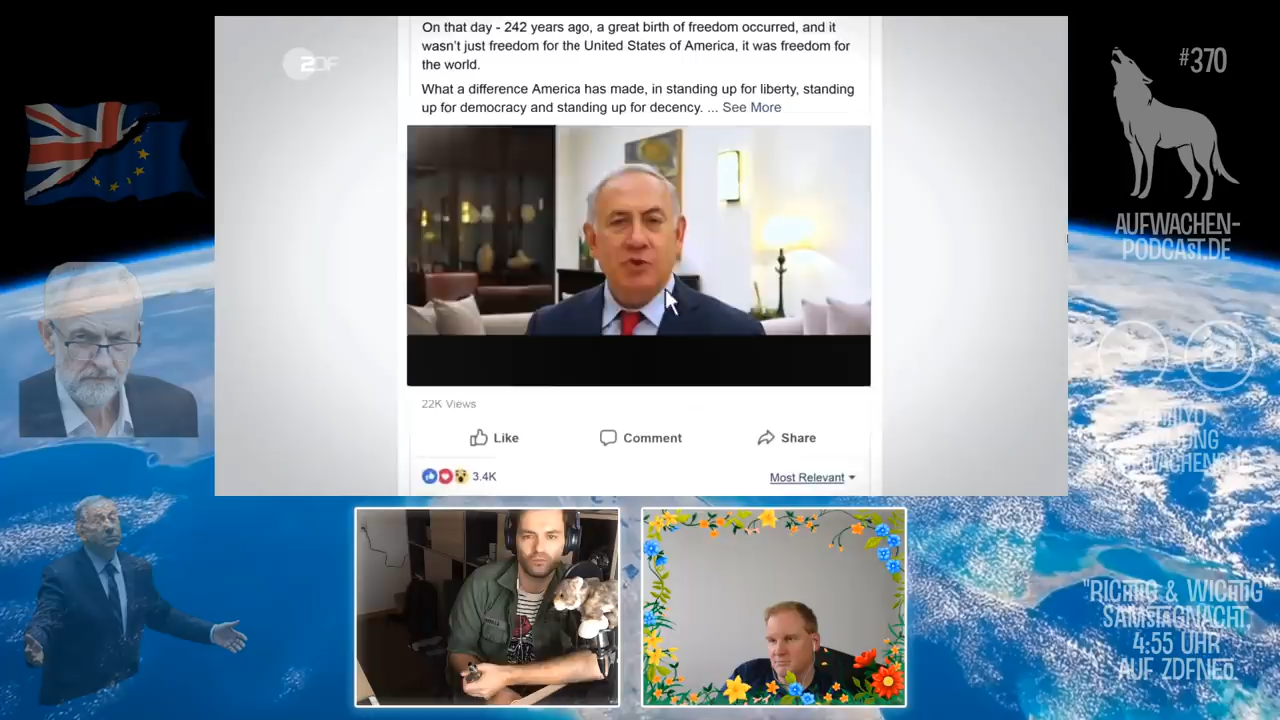 On that day - 242 years ago, a great birth of freedom occurred, and it
wasn't just freedom for the United States of America, it was freedom for
the world.
What a difference America has made, in standing up for liberty, standing
up for democracy and standing up for decency. ... See More
ZDF
22K Views
Like Comment Share
3.4K Most Relevant
#370
AUFWACHEN-
PODCAST.DE
"RICHTIG & WICHTIG"
SAMSTAGNACHT,
4:55 UHR
AUF ZDFNEO.